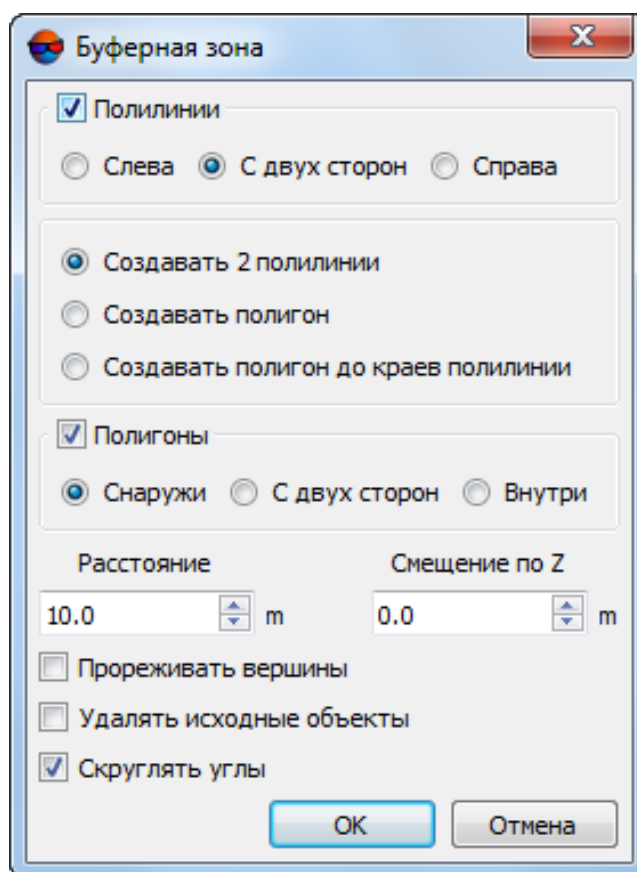 Буферная зона
Полилинии
Слева С двух сторон Справа
Создавать 2 полилинии
Создавать полигон
Создавать полигон до краев полилинии
Полигоны
Снаружи С двух сторон Внутри
Расстояние Смещение по Z
10.0 m 0.0 m
Прореживать вершины
Удалять исходные объекты
Скруглять углы
OK Отмена